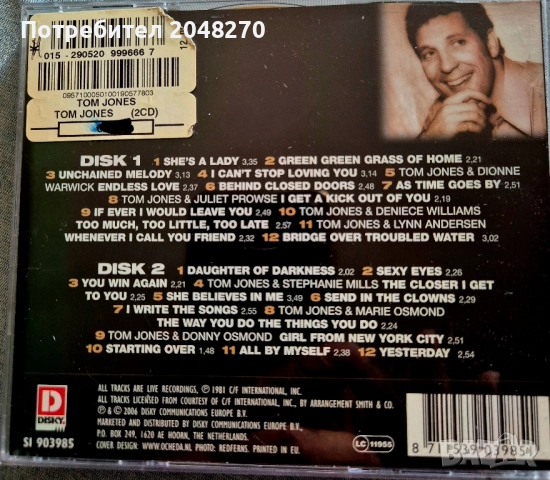 Потребител 2048270
015 - 290520 999666 7
12
0957100050100190577803
TOM JONES
TOM JONES (2CD)
DISK 1 1 SHE'S A LADY 3,35 2 GREEN GREEN GRASS OF HOME 2,21
3 UNCHAINED MELODY 3,13 4 I CAN'T STOP LOVING YOU 3,14 5 TOM JONES & DIONNE
WARWICK ENDLESS LOVE 2,37 6 BEHIND CLOSED DOORS 2,48 7 AS TIME GOES BY 2,51
8 TOM JONES & JULIET PROWSE I GET A KICK OUT OF YOU 2,19
9 IF EVER I WOULD LEAVE YOU 2,49 10 TOM JONES & DENIECE WILLIAMS
TOO MUCH, TOO LITTLE, TOO LATE 2,57 11 TOM JONES & LYNN ANDERSEN
WHENEVER I CALL YOU FRIEND 2,32 12 BRIDGE OVER TROUBLED WATER 3,02
DISK 2 1 DAUGHTER OF DARKNESS 2,02 2 SEXY EYES 2,26
3 YOU WIN AGAIN 2,21 4 TOM JONES & STEPHANIE MILLS THE CLOSER I GET
TO YOU 2,25 5 SHE BELIEVES IN ME 3,49 6 SEND IN THE CLOWNS 2,29
7 I WRITE THE SONGS 2,55 8 TOM JONES & MARIE OSMOND
THE WAY YOU DO THE THINGS YOU DO 2,24
9 TOM JONES & DONNY OSMOND GIRL FROM NEW YORK CITY 2,51
10 STARTING OVER 1,48 11 ALL BY MYSELF 2,38 12 YESTERDAY 2,54
ALL TRACKS ARE LIVE RECORDINGS, ℗ 1981 C/F INTERNATIONAL, INC.
ALL TRACKS LICENSED FROM COURTESY OF C/F INTERNATIONAL, INC., BY ARRANGEMENT SMITH & CO.
℗ & © 2006 DISKY COMMUNICATIONS EUROPE B.V.
MARKETED AND DISTRIBUTED BY DISKY COMMUNICATIONS EUROPE B.V.
P.O. BOX 249, 1620 AE HOORN, THE NETHERLANDS.
COVER DESIGN: WWW.OCHEDA.NL PHOTO: REDFERNS. PRINTED IN EU.
D
DISKY
SI 903985
LC 11955
8 711539 039854